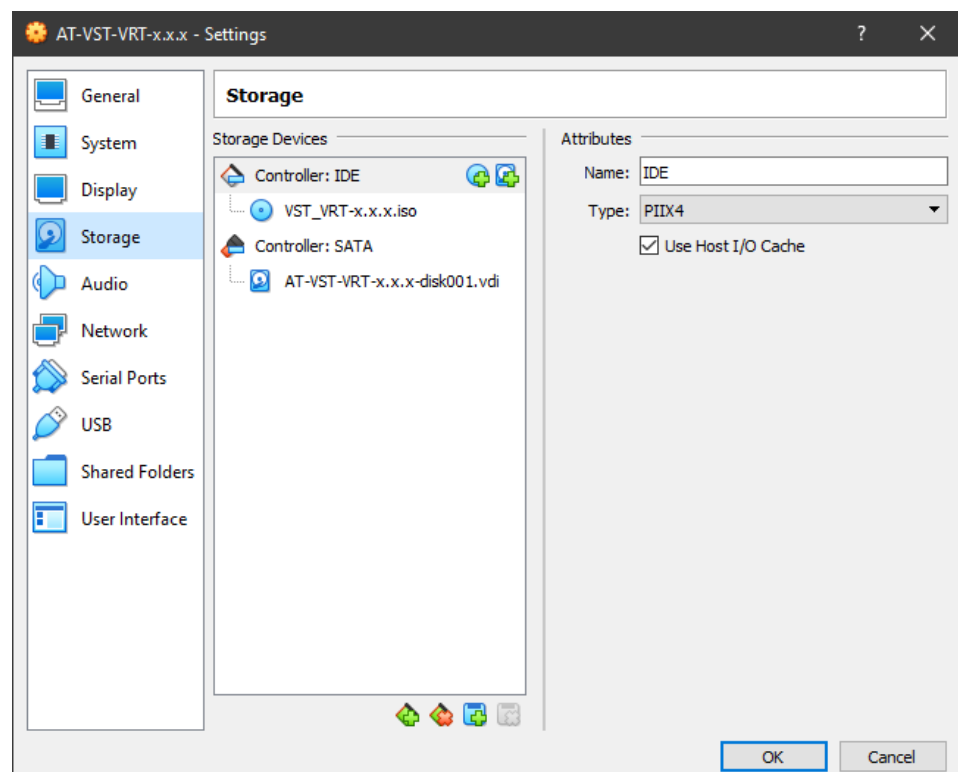 AT-VST-VRT-x.x.x - Settings
?
General
System
Display
Storage
Audio
Network
Serial Ports
USB
Shared Folders
User Interface
Storage
Storage Devices
Controller: IDE
VST_VRT-x.x.x.iso
Controller: SATA
AT-VST-VRT-x.x.x-disk001.vdi
Attributes
Name: IDE
Type: PIIX4
Use Host I/O Cache
OK Cancel